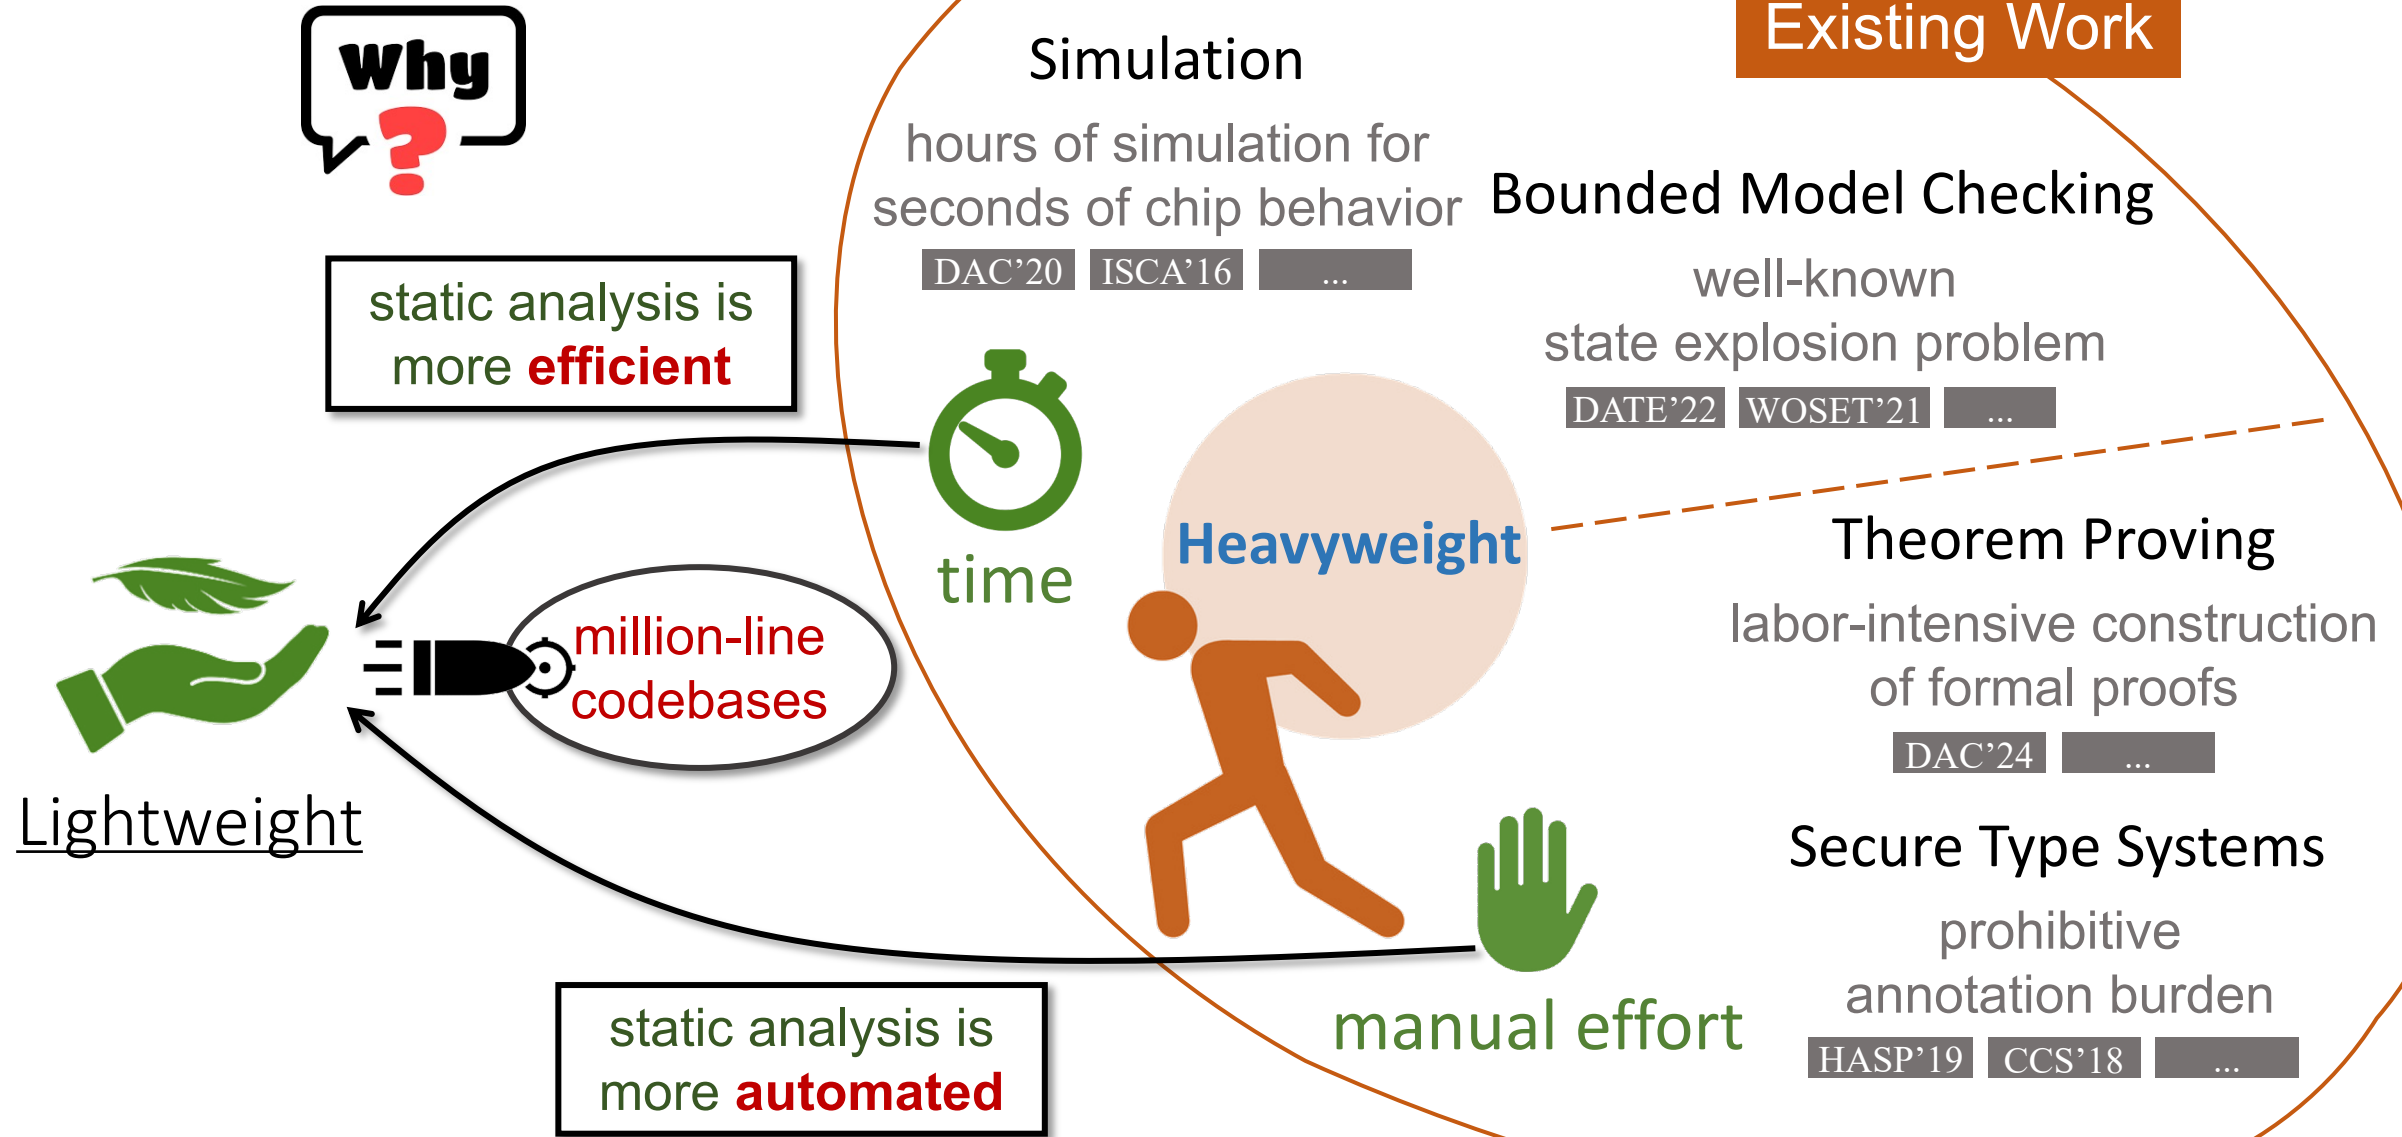 Why
?
static analysis is
more efficient
million-line
codebases
Lightweight
static analysis is
more automated
Existing Work
Simulation
hours of simulation for
seconds of chip behavior
DAC’20 ISCA’16 ...
Bounded Model Checking
well-known
state explosion problem
DATE’22 WOSET’21 ...
time
Heavyweight
Theorem Proving
labor-intensive construction
of formal proofs
DAC’24 ...
Secure Type Systems
prohibitive
annotation burden
HASP’19 CCS’18 ...
manual effort